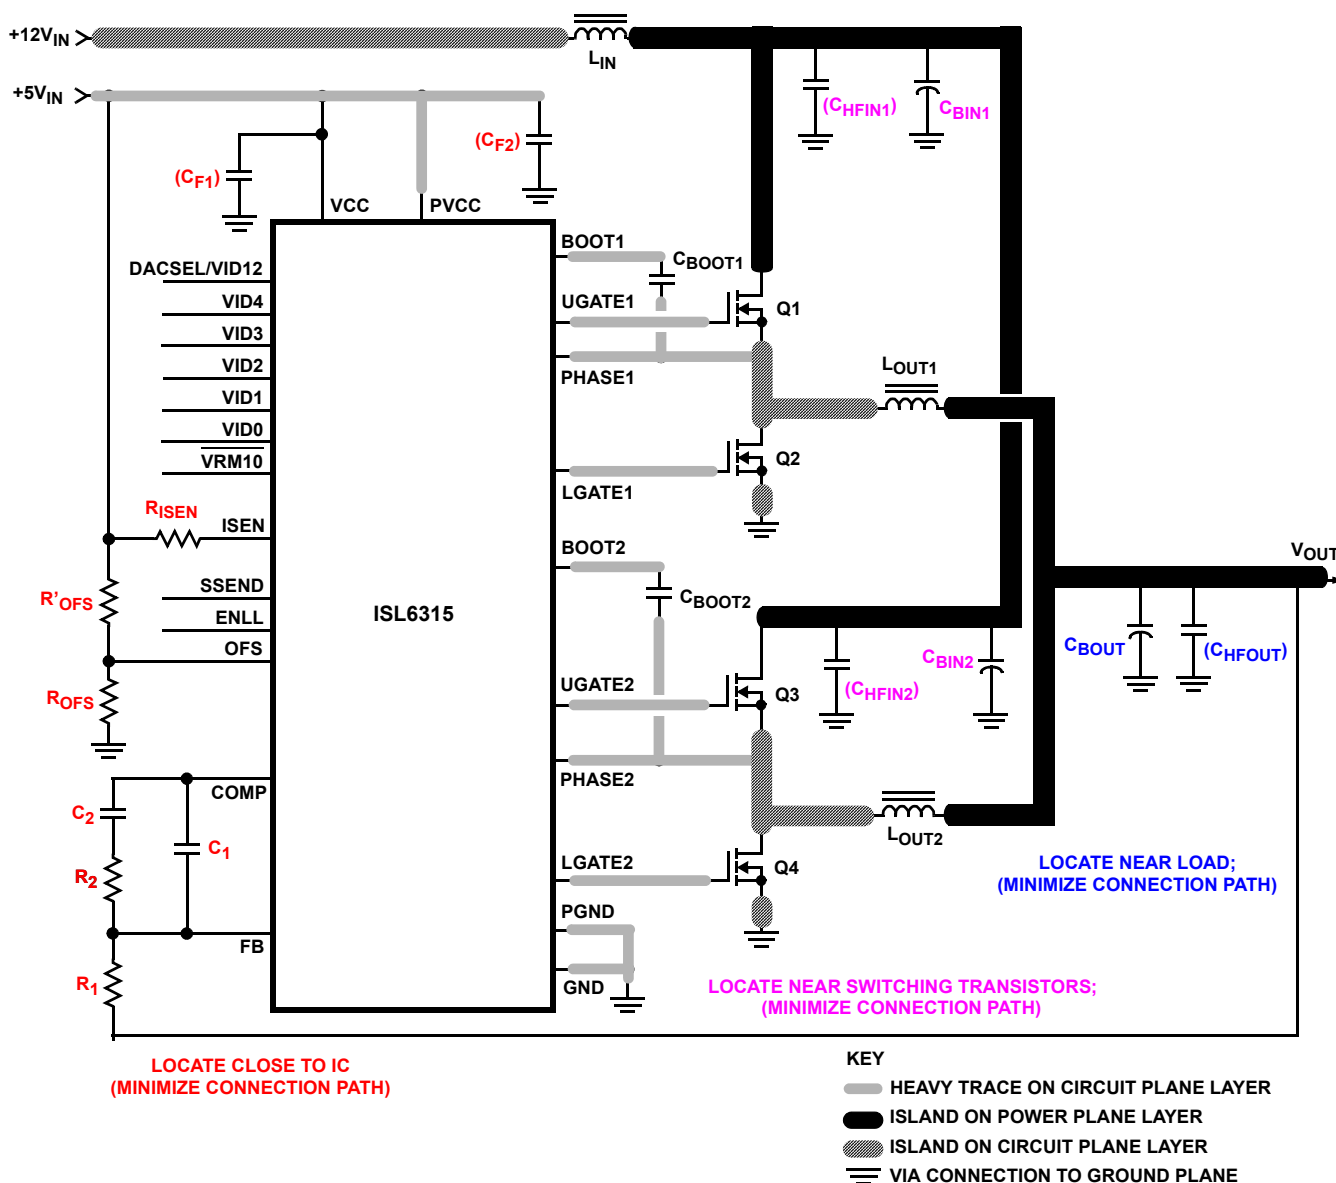 +12VIN
LIN
+5VIN
(CHFIN1)
CBIN1
(CF2)
(CF1)
VCC
PVCC
BOOT1
CBOOT1
DACSEL/VID12
VID4
UGATE1
Q1
VID3
VID2
PHASE1
LOUT1
VID1
VID0
VRM10
Q2
LGATE1
RISEN
ISEN
BOOT2
VOUT
R'OFS
SSEND
CBOOT2
ISL6315
ENLL
OFS
CBOUT
(CHFOUT)
CBIN2
(CHFIN2)
ROFS
UGATE2
Q3
PHASE2
COMP
C2
C1
LOUT2
R2
LGATE2
Q4
LOCATE NEAR LOAD;
(MINIMIZE CONNECTION PATH)
PGND
FB
R1
GND
LOCATE NEAR SWITCHING TRANSISTORS;
(MINIMIZE CONNECTION PATH)
LOCATE CLOSE TO IC
(MINIMIZE CONNECTION PATH)
KEY
HEAVY TRACE ON CIRCUIT PLANE LAYER
ISLAND ON POWER PLANE LAYER
ISLAND ON CIRCUIT PLANE LAYER
VIA CONNECTION TO GROUND PLANE